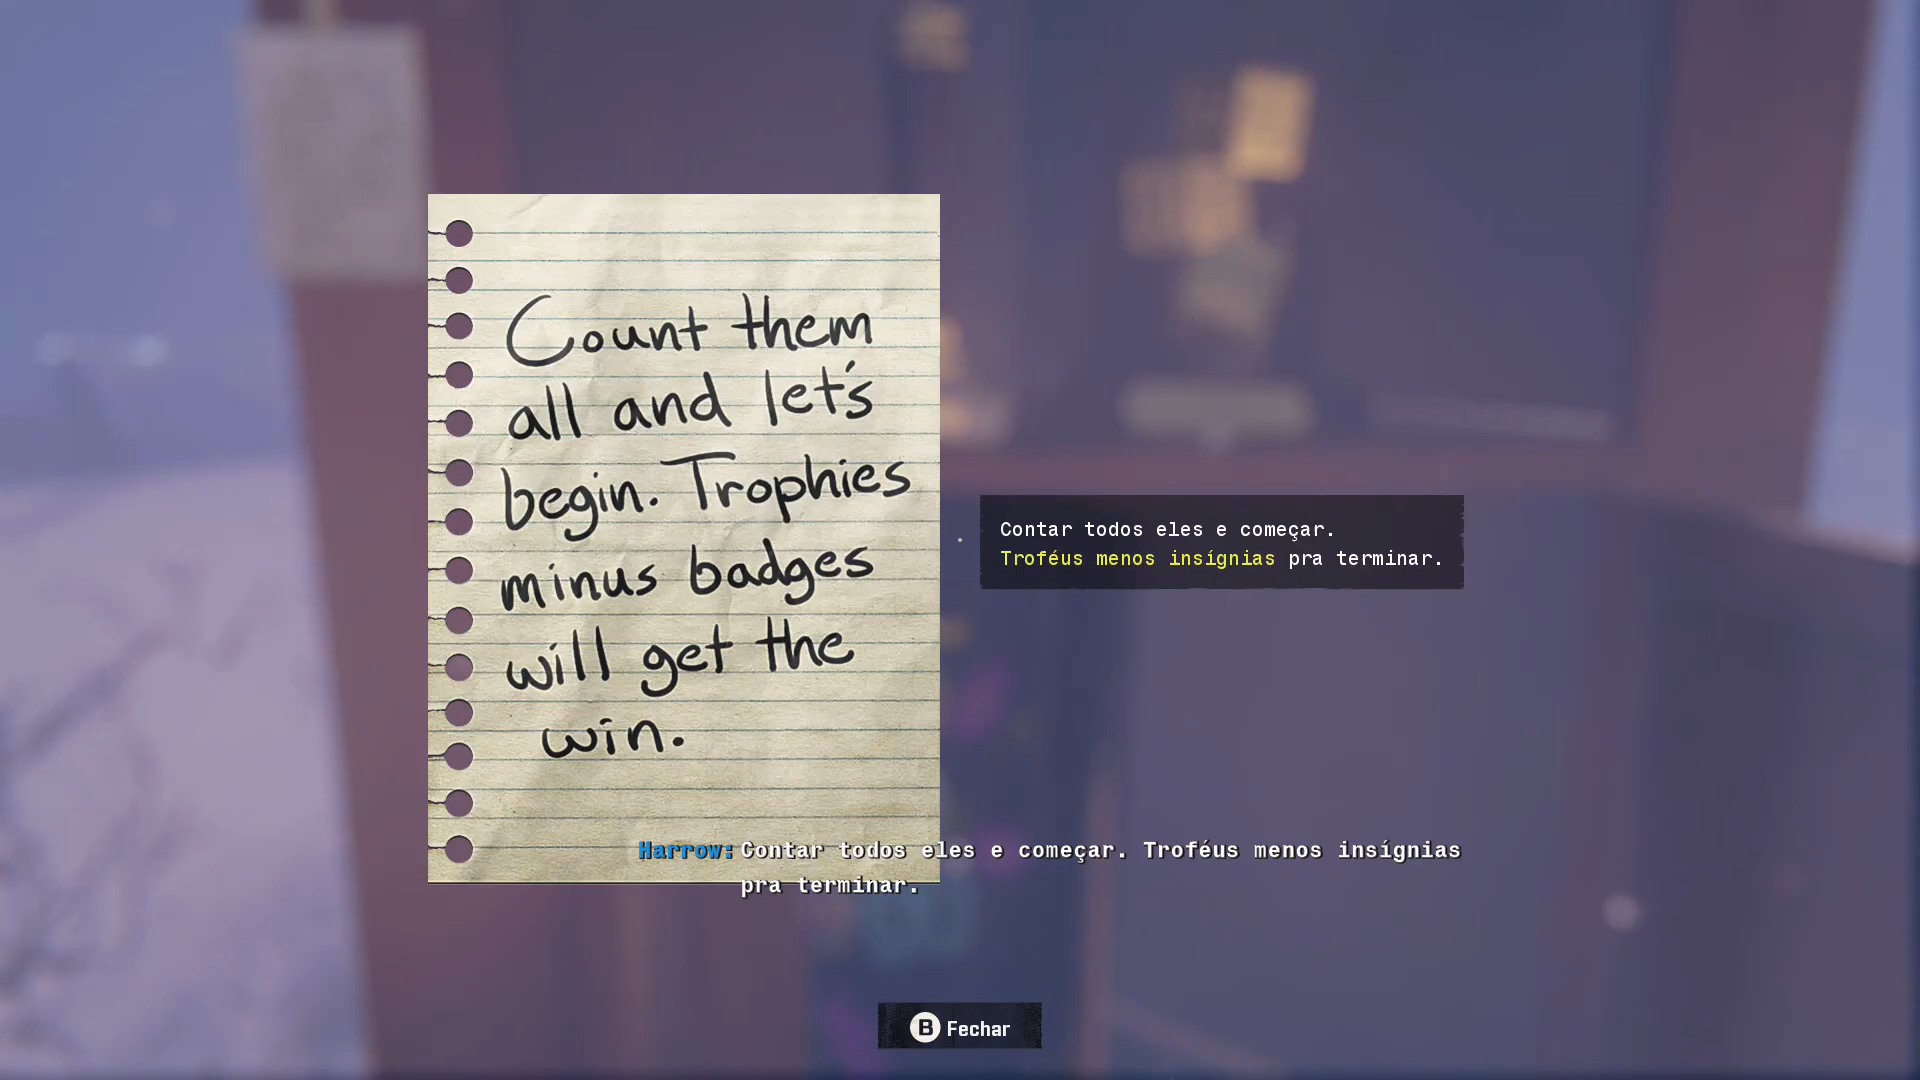 Count them
all and let's
begin. Trophies
minus badges
will get the
win.
Contar todos eles e começar.
Troféus menos insígnias pra terminar.
Harrow: Contar todos eles e começar. Troféus menos insígnias
pra terminar.
B Fechar